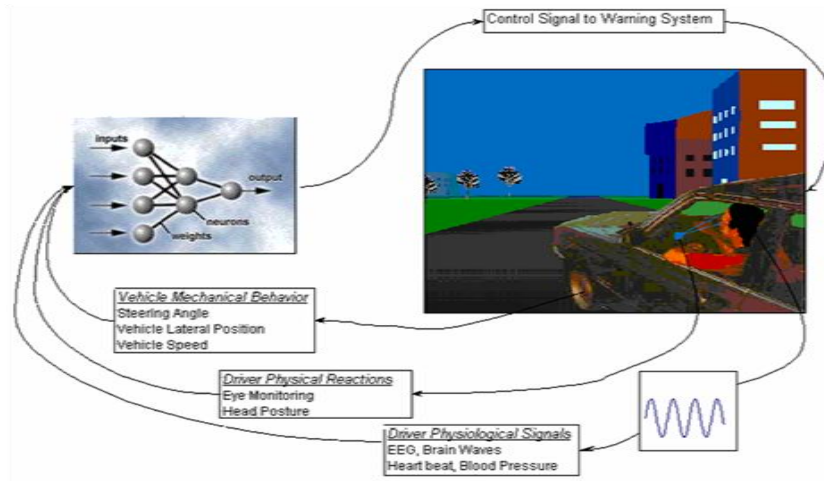 Control Signal to Warning System
inputs
output
neurons
weights
Vehicle Mechanical Behavior
Steering Angle
Vehicle Lateral Position
Vehicle Speed
Driver Physical Reactions
Eye Monitoring
Head Posture
Driver Physiological Signals
EEG, Brain Waves
Heart beat, Blood Pressure